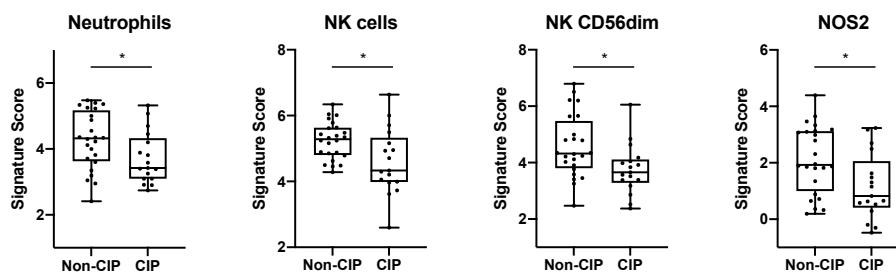 Neutrophils
*
Signature Score
6
4
2
Non-CIP CIP
NK cells
*
Signature Score
8
6
4
2
Non-CIP CIP
NK CD56dim
*
Signature Score
8
6
4
2
Non-CIP CIP
NOS2
*
Signature Score
6
4
2
0
Non-CIP CIP